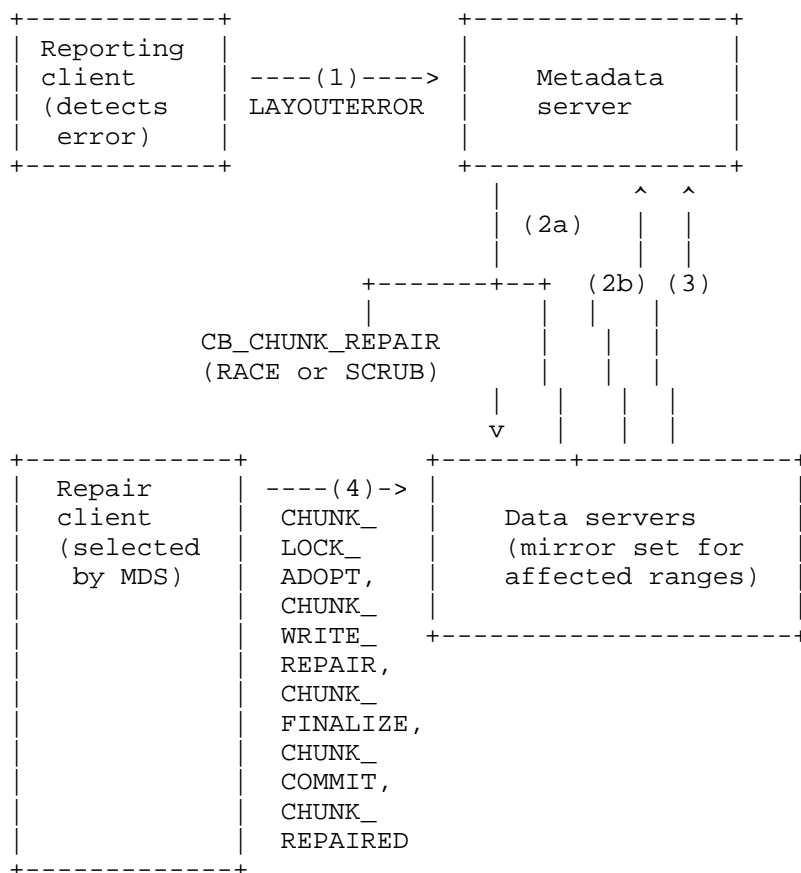 Reporting
client ----(1)----> Metadata
(detects LAYOUTERROR server
error)
(2a)
(2b) (3)
CB_CHUNK_REPAIR
(RACE or SCRUB)
v
Repair ----(4)->
client CHUNK_ Data servers
(selected LOCK_ (mirror set for
by MDS) ADOPT, affected ranges)
CHUNK_
WRITE_
REPAIR,
CHUNK_
FINALIZE,
CHUNK_
COMMIT,
CHUNK_
REPAIRED